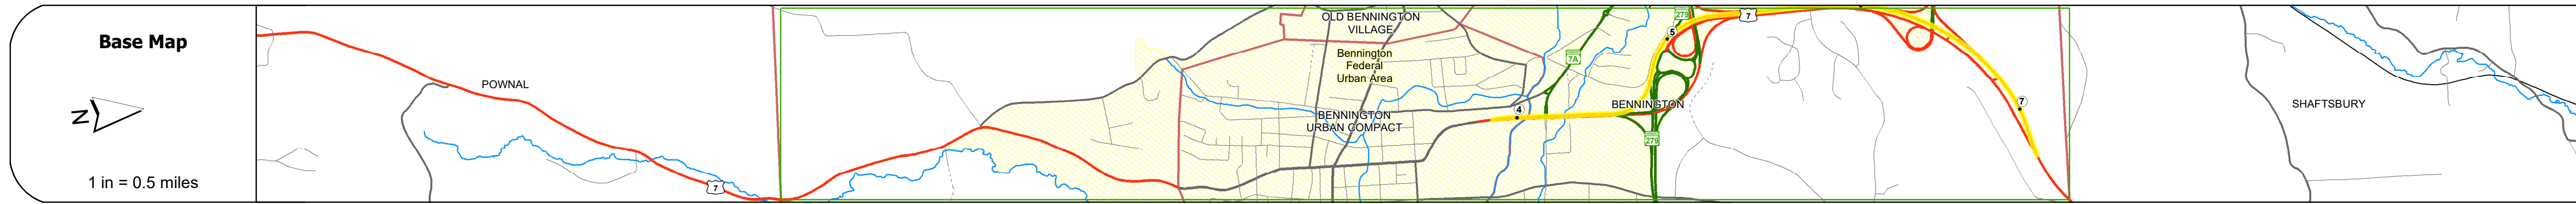 Base Map
N
1 in = 0.5 miles
POWNAL
7
OLD BENNINGTON
VILLAGE
Bennington
Federal
Urban Area
BENNINGTON
URBAN COMPACT
4
7A
279
5
7
BENNINGTON
279
7
SHAFTSBURY